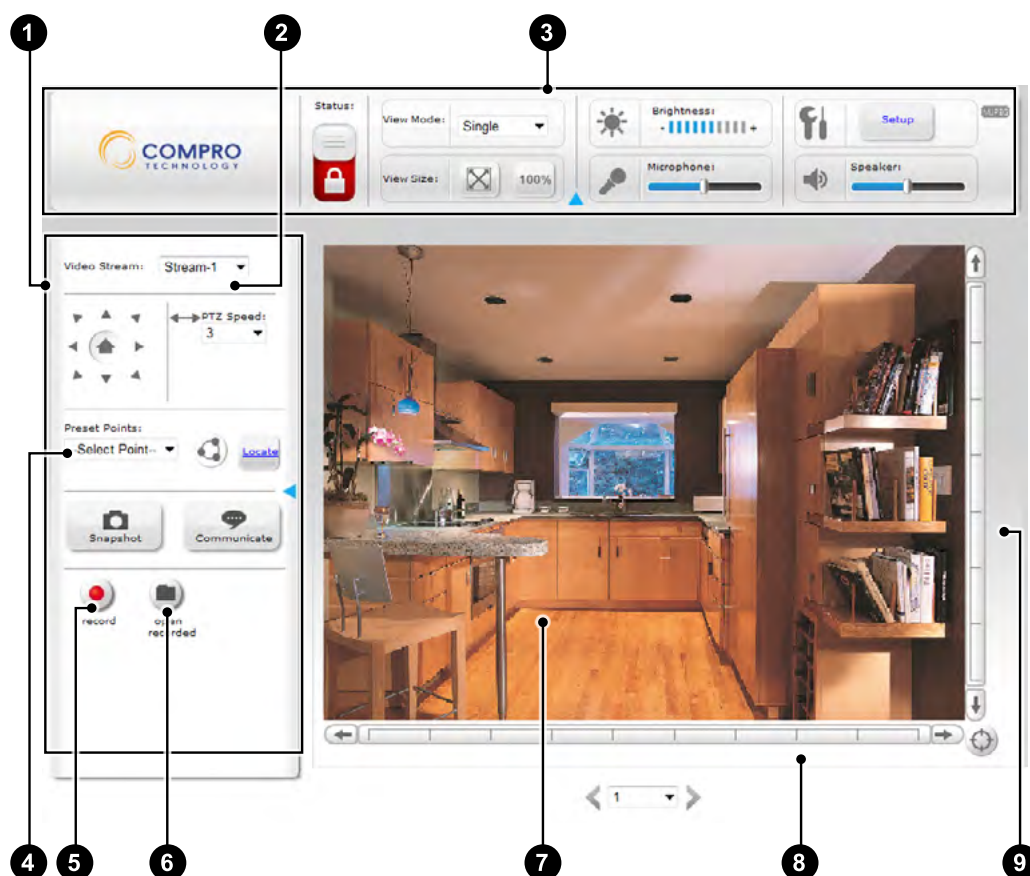 1 2 3
COMPRO
TECHNOLOGY
Status:
View Mode: Single
View Size: 100%
Brightness:
- +
Microphone:
Setup
Speaker:
Video Stream: Stream-1
PTZ Speed:
3
Preset Points:
Select Point--
Locate
Snapshot
Communicate
record
open
recorded
1
4 5 6 7 8 9